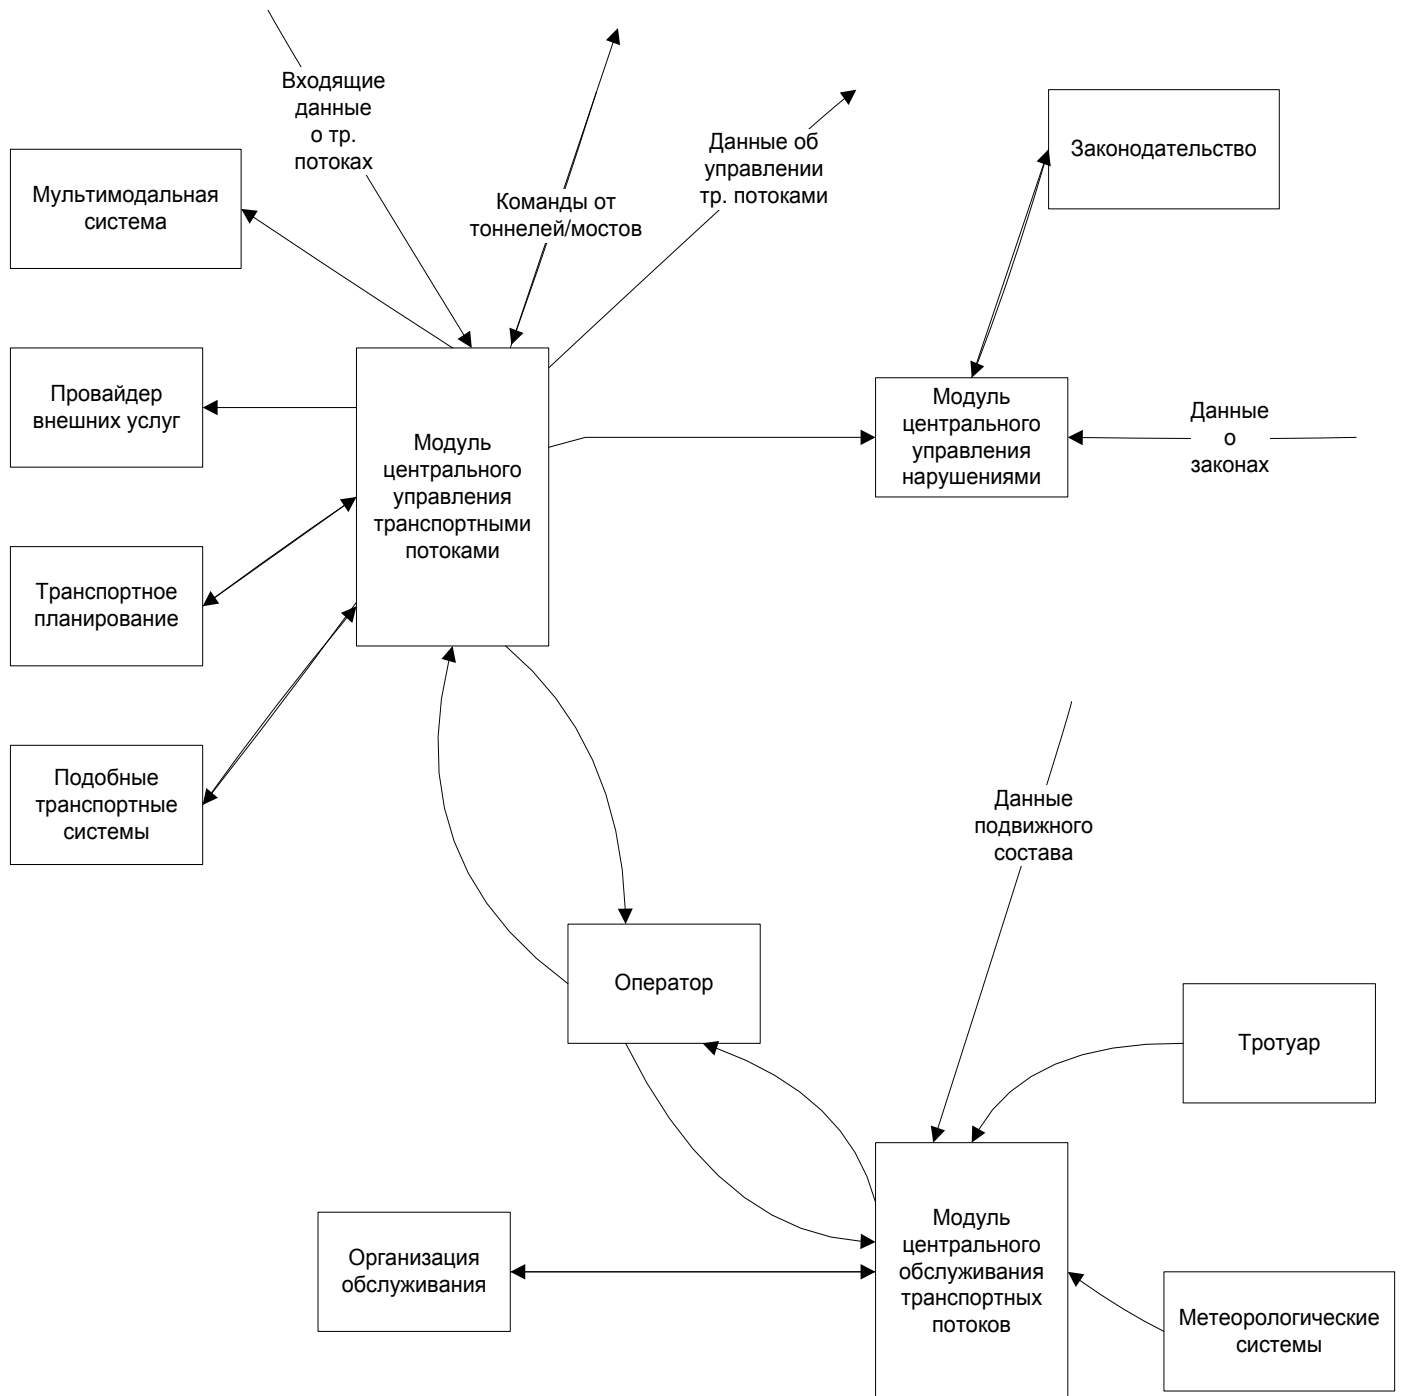 Входящие
данные
о тр.
потоках
Команды от
тоннелей/мостов
Данные об
управлении
тр. потоками
Законодательство
Мультимодальная
система
Провайдер
внешних услуг
Модуль
центрального
управления
транспортными
потоками
Модуль
центрального
управления
нарушениями
Данные
о
законах
Транспортное
планирование
Подобные
транспортные
системы
Данные
подвижного
состава
Оператор
Тротуар
Организация
обслуживания
Модуль
центрального
обслуживания
транспортных
потоков
Метеорологические
системы